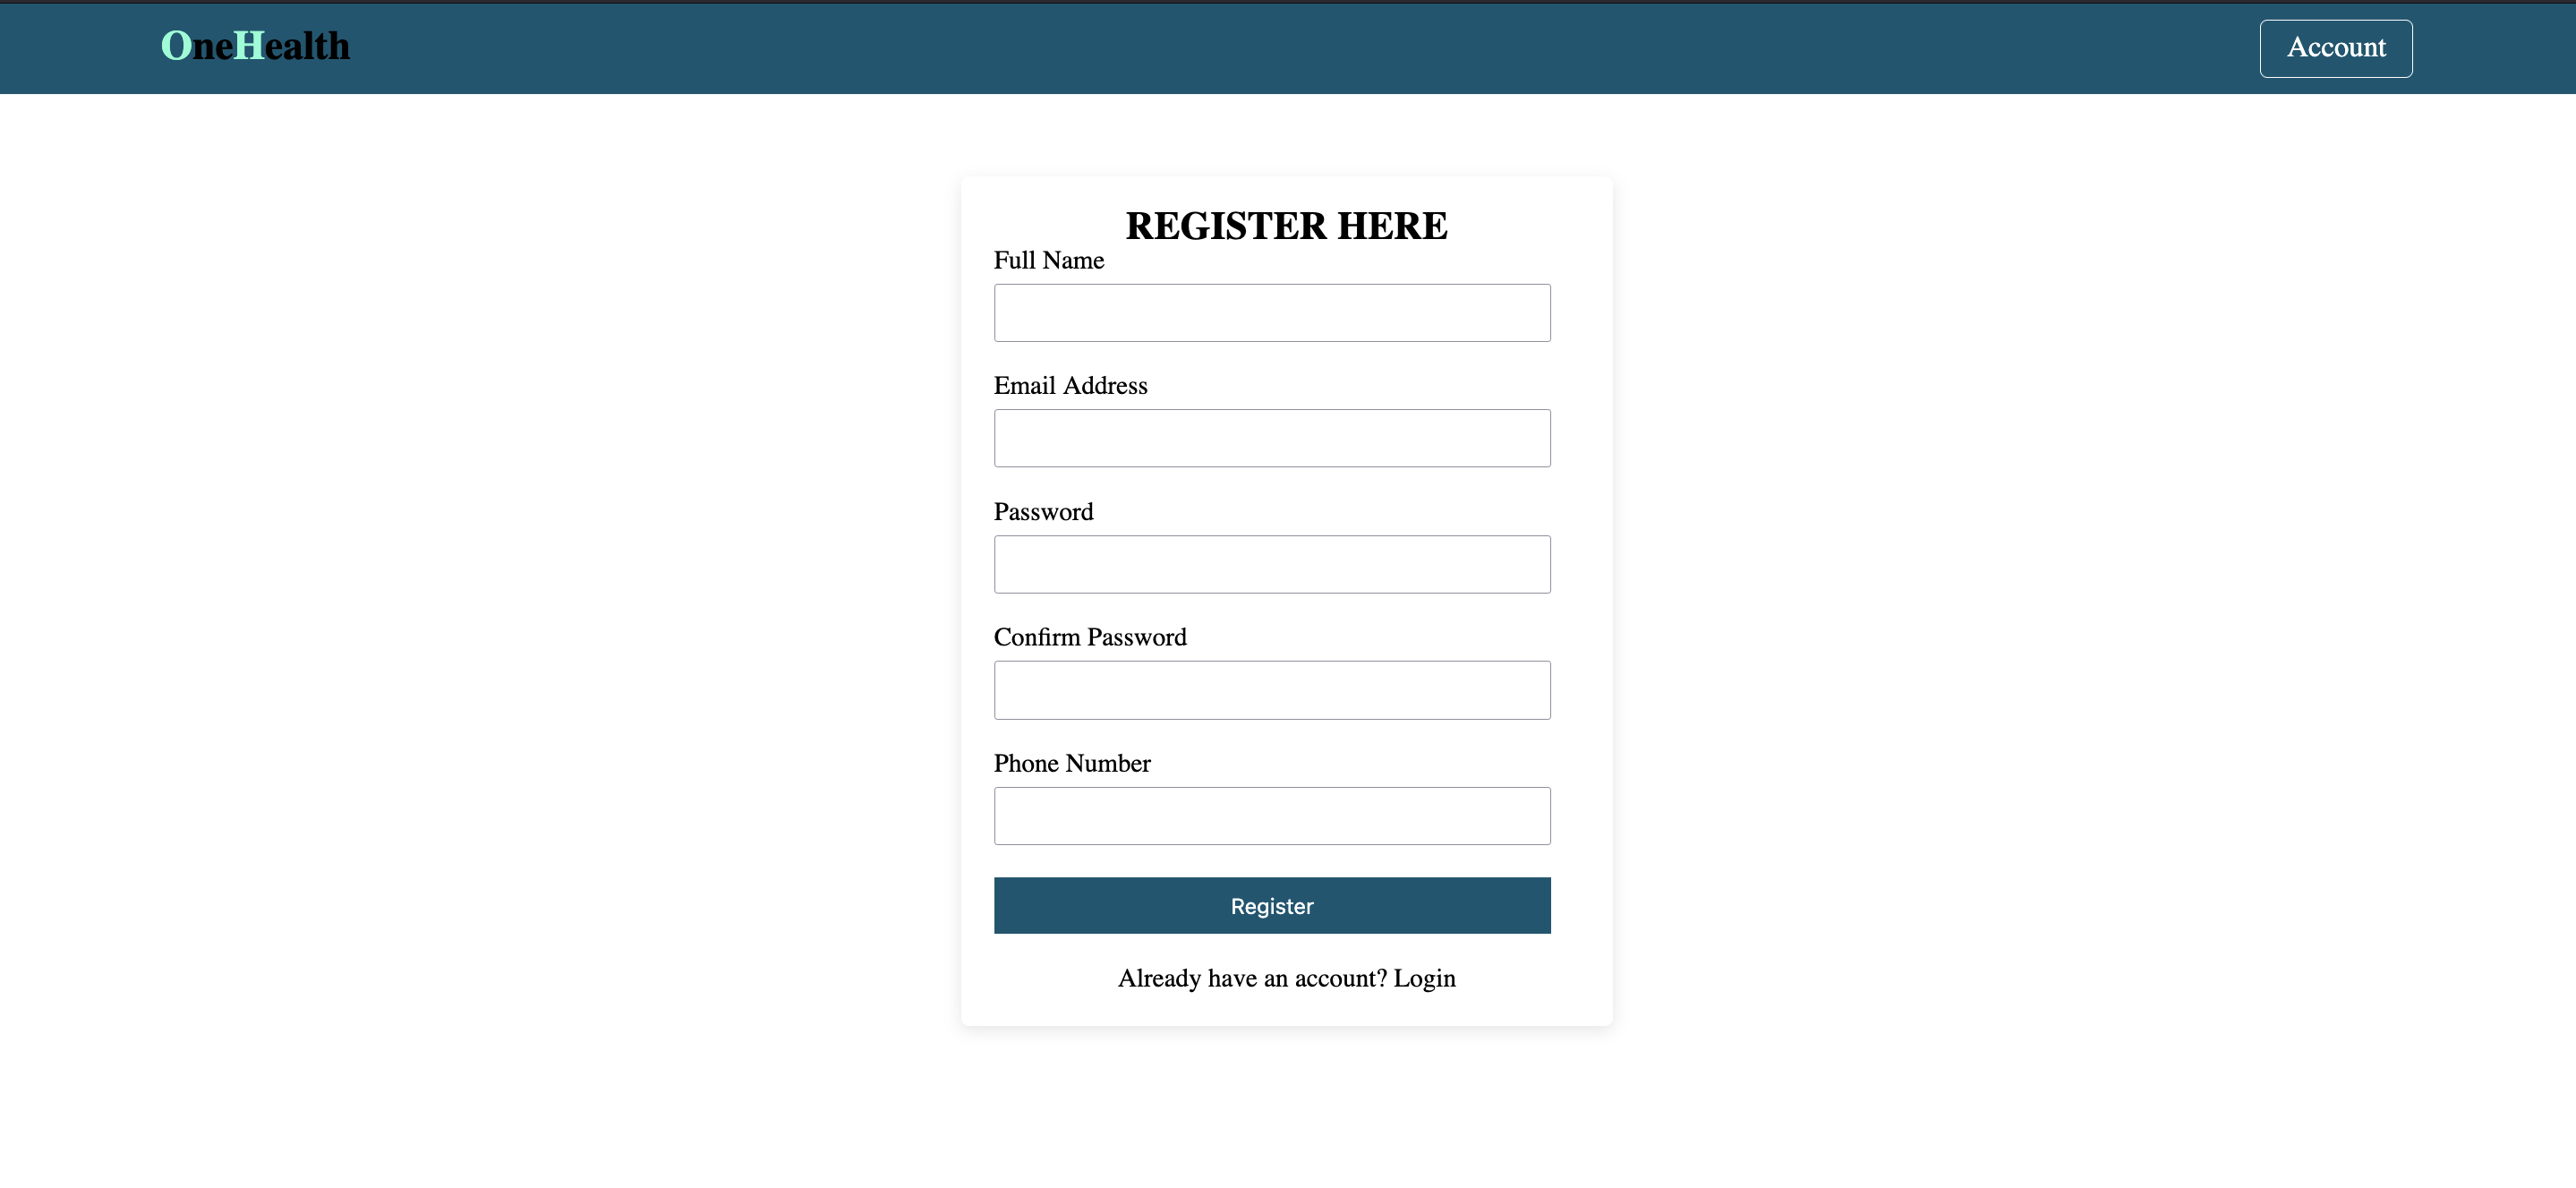 OneHealth
Account
REGISTER HERE
Full Name
Email Address
Password
Confirm Password
Phone Number
Register
Already have an account? Login